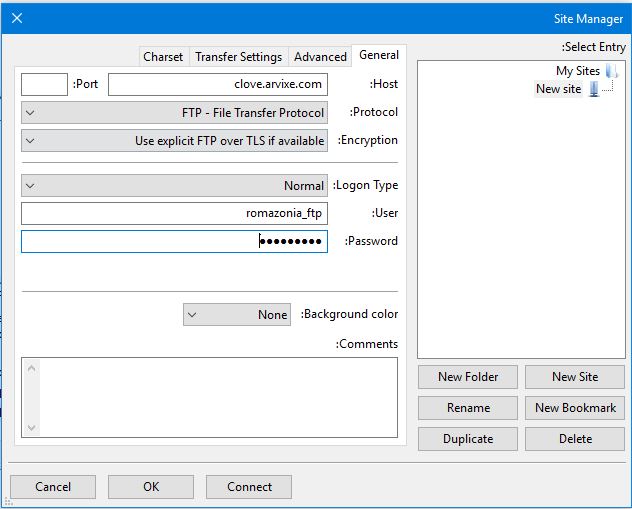 Site Manager
:Select Entry
My Sites
New site
New Folder
New Site
Rename
New Bookmark
Duplicate
Delete
General
Advanced
Transfer Settings
Charset
:Host
clove.arvixe.com
:Port
:Protocol
FTP - File Transfer Protocol
:Encryption
Use explicit FTP over TLS if available
:Logon Type
Normal
:User
romazonia_ftp
:Password
●●●●●●●●●
:Background color
None
:Comments
Cancel
OK
Connect